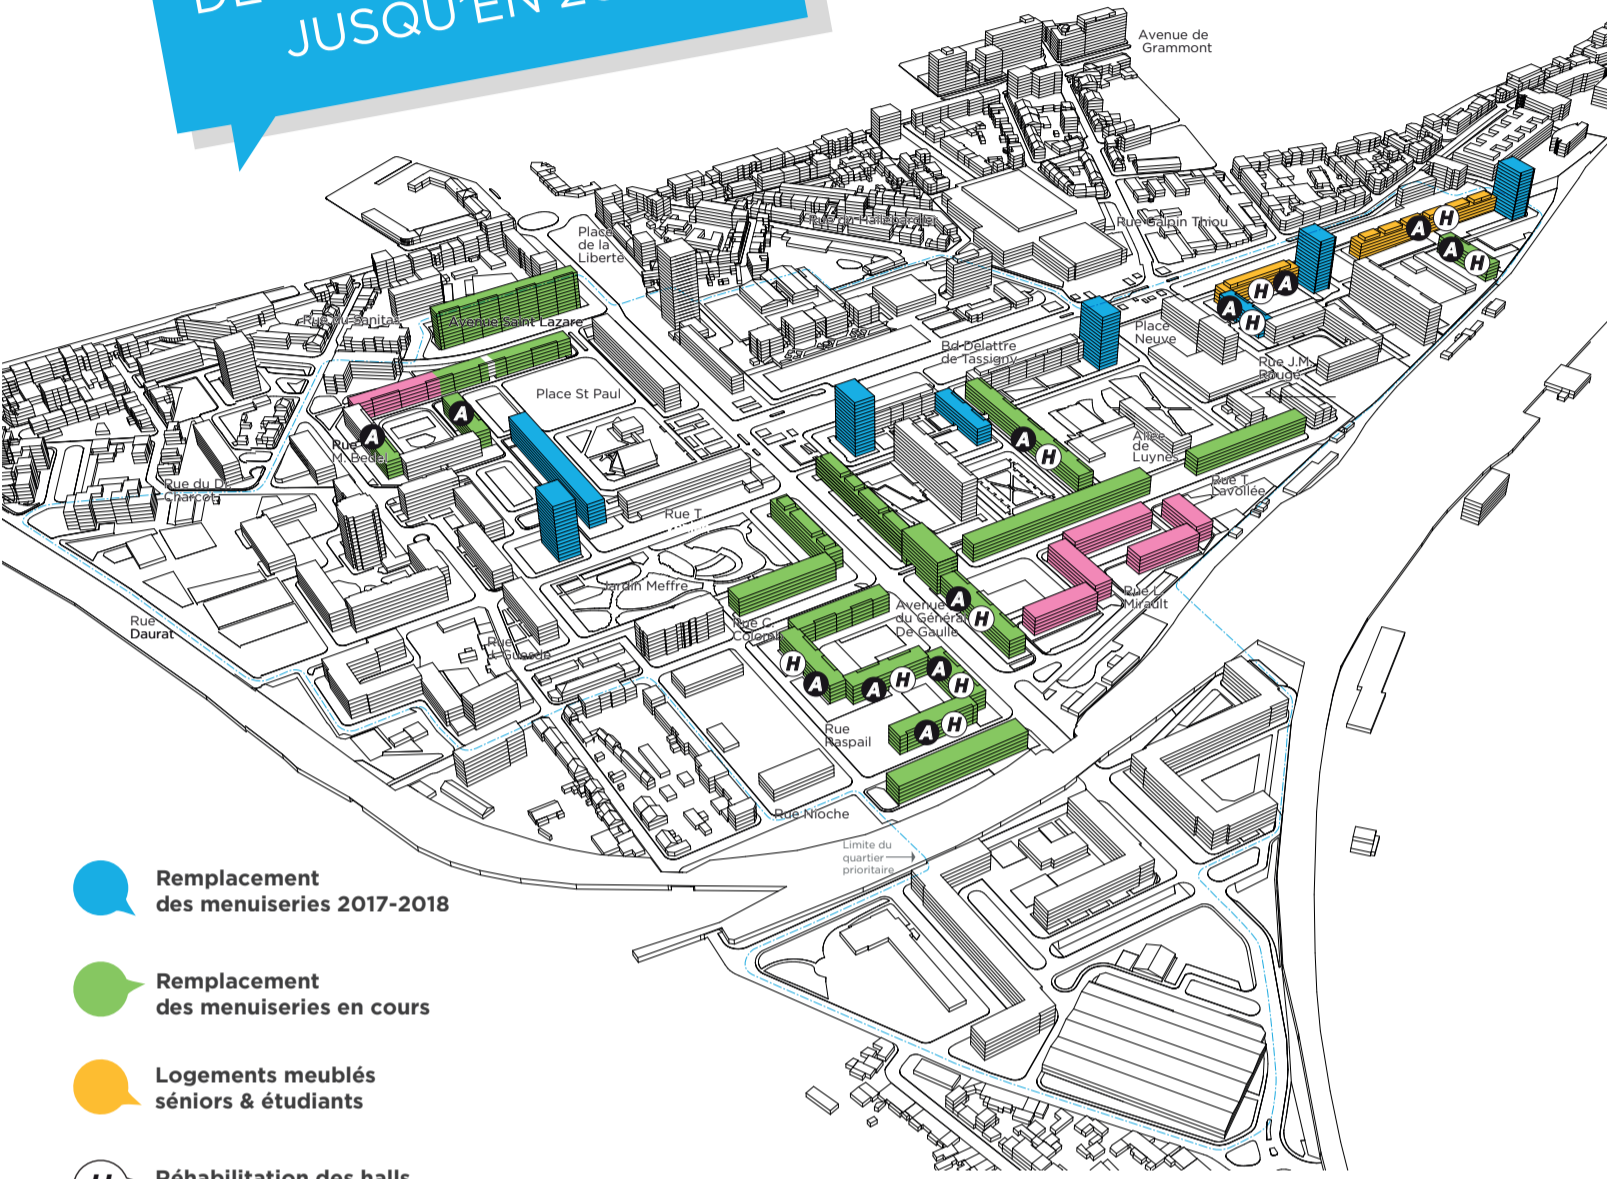 JUSQU'EN
Avenue de
Grammont
Place
de la
Liberté
Rue Galpin Thiou
Rue du Sanitas
Avenue Saint Lazare
Bd Delattre
de Tassigny
Place
Neuve
Rue J.M.
Rougé
Place St Paul
Rue
M. Bedel
Allée
de
Luynes
Rue du Dr.
Charcot
Rue T.
Lavollée
Rue T.
Jardin Meffre
Rue L.
Mirault
Avenue
du Général
De Gaulle
Rue C.
Colomb
Rue
Daurat
Rue
J. Guesde
Rue
Raspail
Rue Nioche
Limite du
quartier
prioritaire
A
A
A
H
A
H
A
H
A
H
A
H
A
H
H
A
A
H
A
H
A
H
Remplacement
des menuiseries 2017-2018
Remplacement
des menuiseries en cours
Logements meublés
séniors & étudiants
H
Réhabilitation des halls